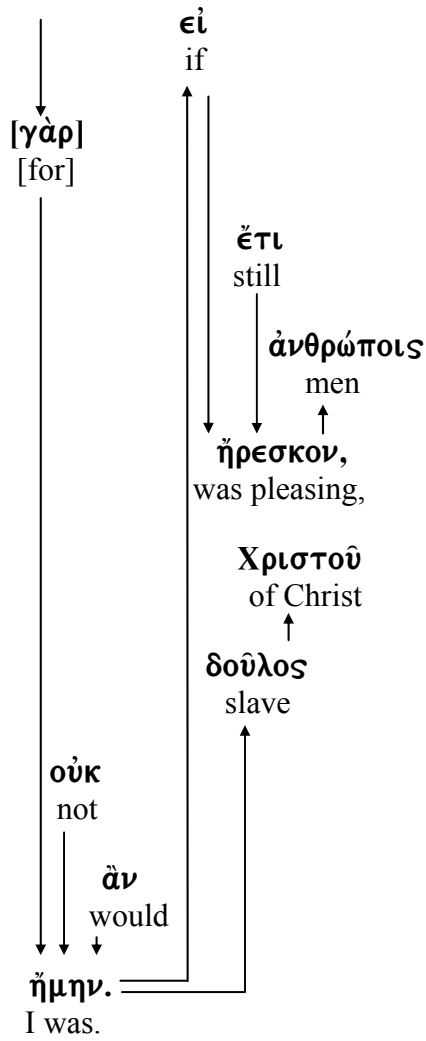 εἰ
if
[γὰρ]
[for]
ἔτι
still
ἀνθρώποις
men
ἤρεσκον,
was pleasing,
Χριστοῦ
of Christ
δοῦλος
slave
οὐκ
not
ἂν
would
ἤμην.
I was.